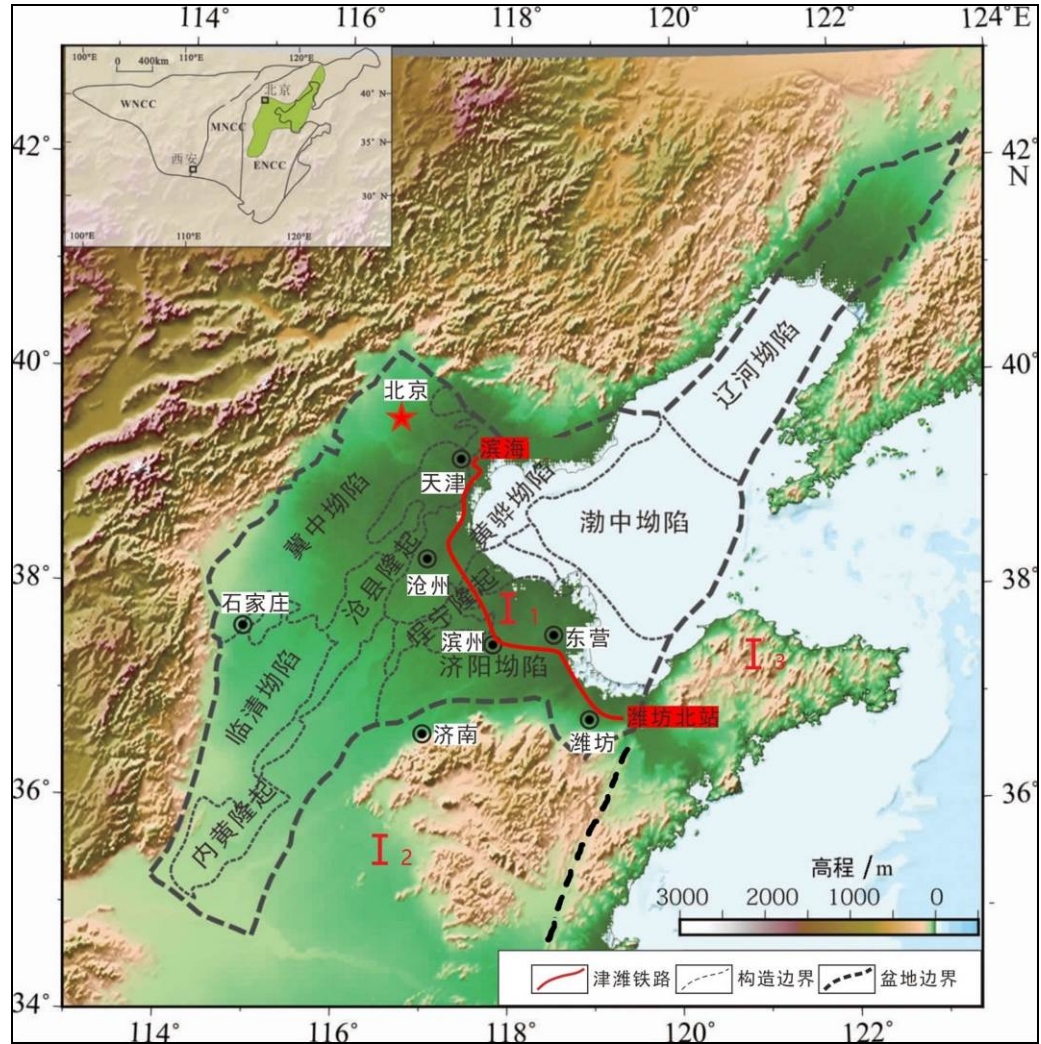 114° 116° 118° 120° 122° 124° E
100°E 110°E 120°E
0 400km
WNCC
北京
40° N
MNCC
35° N
西安
ENCC
30° N
100°E 110°E 120°E
42° 42° N
40° 40°
38° 38°
36° 36°
34°
辽河坳陷
北京
滨海
天津
黄骅坳陷
渤中坳陷
冀中坳陷
沧县隆起
沧州
埕宁隆起
石家庄
I 1
滨州
东营
济阳坳陷
I 3
临清坳陷
潍坊北站
济南
潍坊
内黄隆起
I 2
高程 /m
3000 2000 1000 0
津潍铁路 构造边界 盆地边界
114° 116° 118° 120° 122°